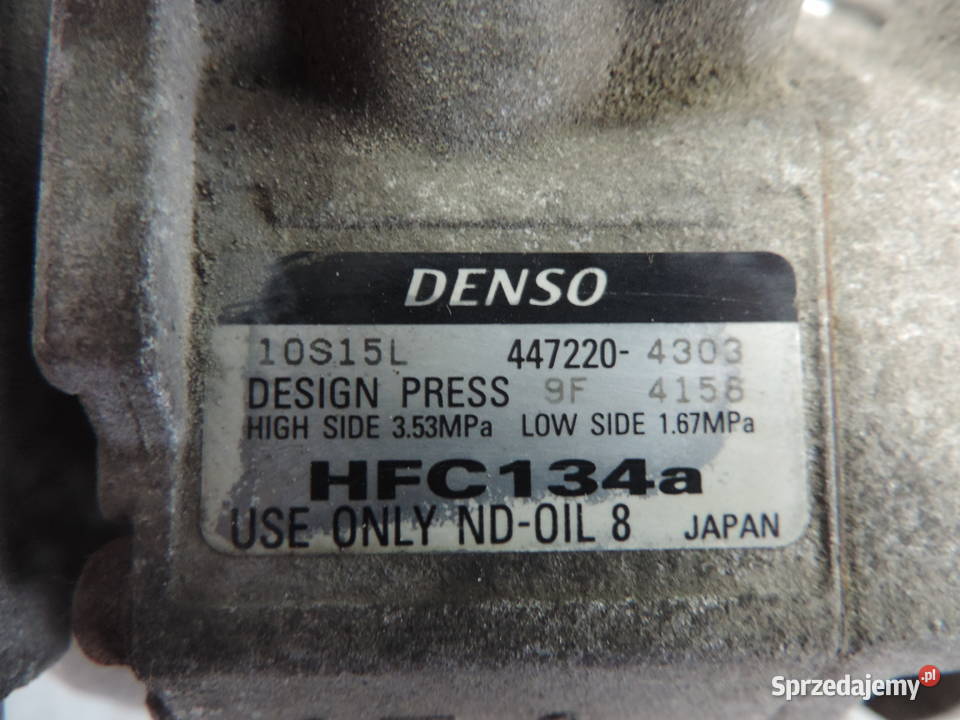 DENSO
10S15L 447220- 4303
DESIGN PRESS 9F 4158
HIGH SIDE 3.53MPa LOW SIDE 1.67MPa
HFC134a
USE ONLY ND-OIL 8 JAPAN
Sprzedajemy.pl